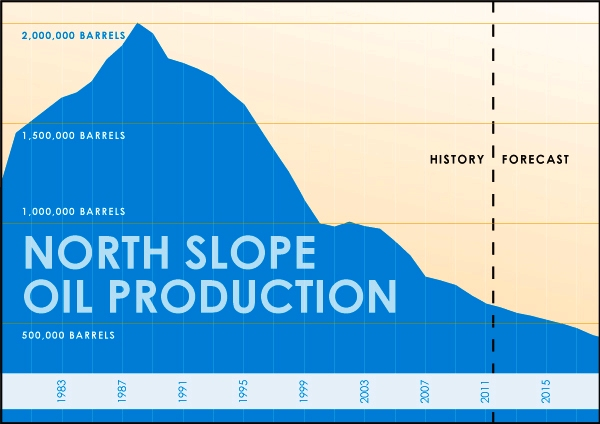 2,000,000 BARRELS
1,500,000 BARRELS
HISTORY
FORECAST
1,000,000 BARRELS
NORTH SLOPE
OIL PRODUCTION
500,000 BARRELS
1983
1987
1991
1995
1999
2003
2007
2011
2015